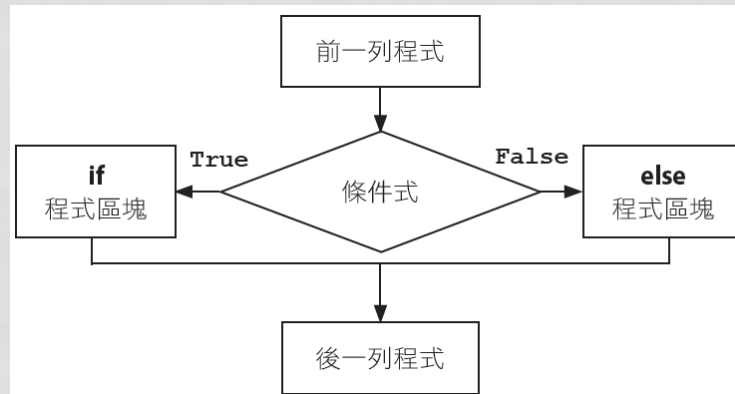 前一列程式
True
False
if
程式區塊
條件式
else
程式區塊
後一列程式